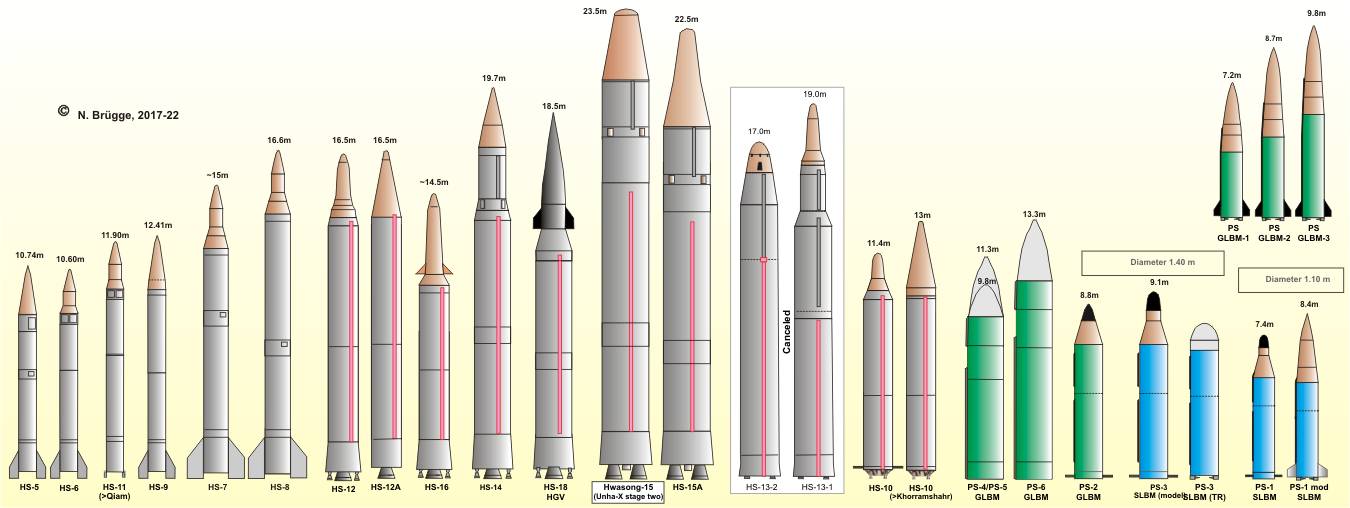 © N. Brügge, 2017-22
10.74m
HS-5
10.60m
HS-6
11.90m
HS-11
(>Qiam)
12.41m
HS-9
~15m
HS-7
16.6m
HS-8
16.5m
HS-12
16.5m
HS-12A
~14.5m
HS-16
19.7m
HS-14
18.5m
HS-18
HGV
23.5m
Hwasong-15
(Unha-X stage two)
22.5m
HS-15A
17.0m
HS-13-2
Canceled
19.0m
HS-13-1
11.4m
HS-10
13m
HS-10
(>Khorramshahr)
11.3m
9.8m
PS-4/PS-5
GLBM
13.3m
PS-6
GLBM
Diameter 1.40 m
8.8m
PS-2
GLBM
9.1m
PS-3
SLBM (model)
PS-3
SLBM (TR)
7.2m
PS
GLBM-1
8.7m
PS
GLBM-2
9.8m
PS
GLBM-3
Diameter 1.10 m
7.4m
PS-1
SLBM
8.4m
PS-1 mod
SLBM